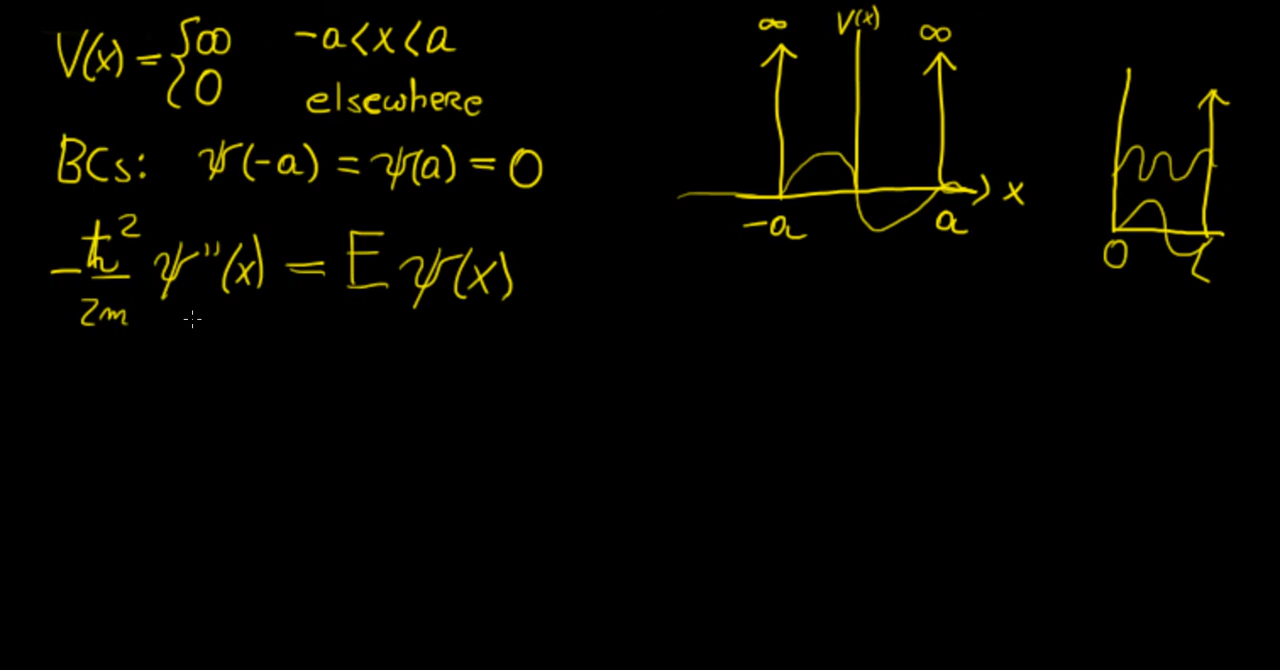 V(x) = { ∞ -a < x < a
0 elsewhere
BCs: ψ(-a) = ψ(a) = 0
-ħ²/2m ψ''(x) = E ψ(x)
∞ V(x) ∞
-a a x
0 L